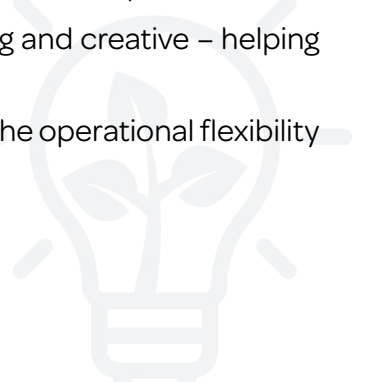 g and creative – helping
he operational flexibility